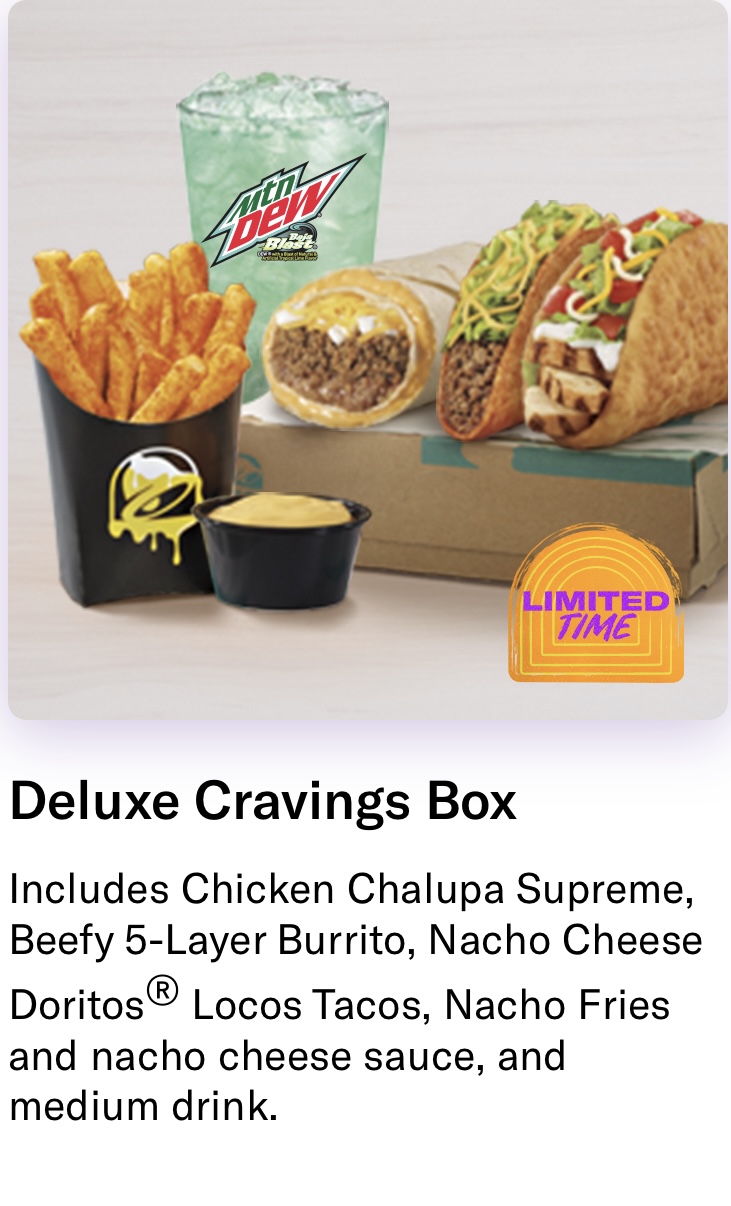 Mtn
DEW
Baja
Blast
LIMITED
TIME
Deluxe Cravings Box
Includes Chicken Chalupa Supreme,
Beefy 5-Layer Burrito, Nacho Cheese
Doritos® Locos Tacos, Nacho Fries
and nacho cheese sauce, and
medium drink.